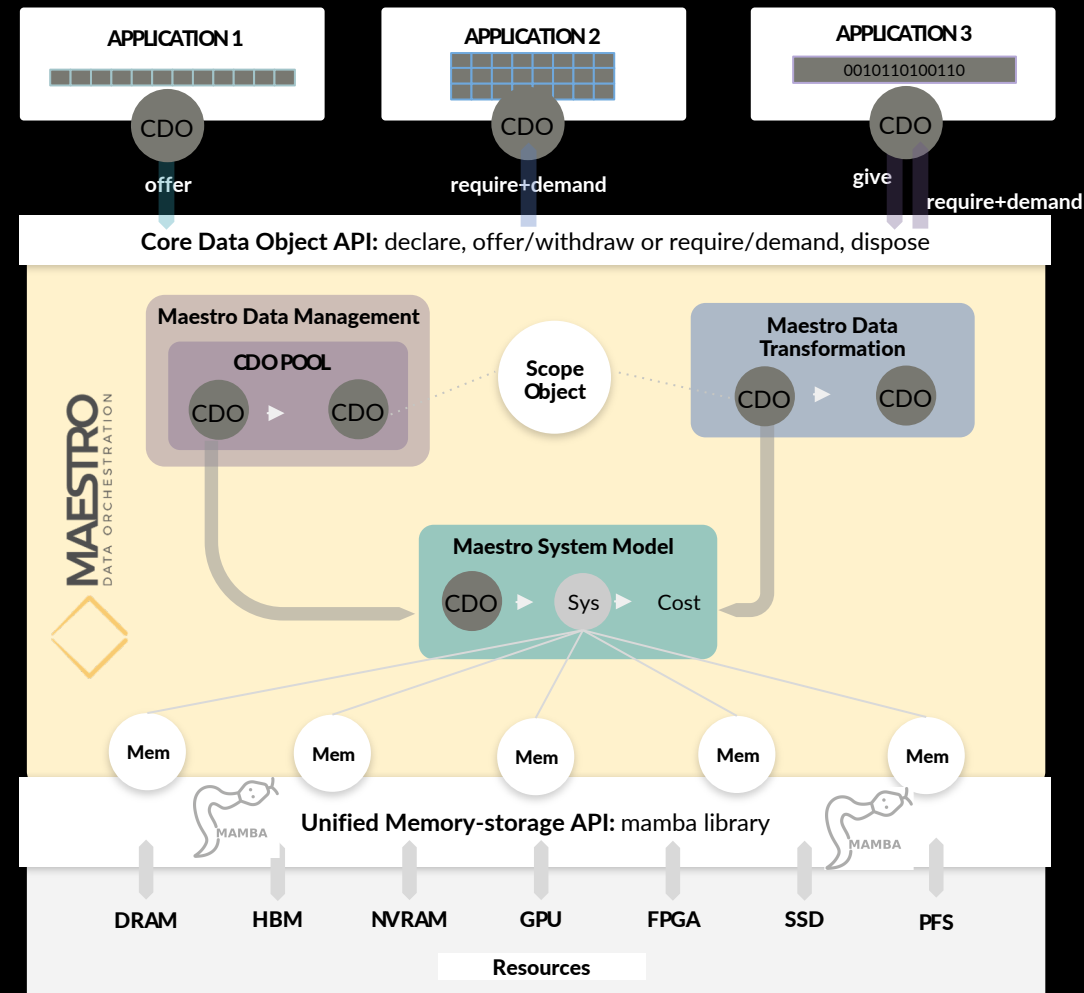 APPLICATION 1
APPLICATION 2
APPLICATION 3
0010110100110
CDO
CDO
CDO
offer
require+demand
give
require+demand
Core Data Object API: declare, offer/withdraw or require/demand, dispose
Maestro Data Management
CDO POOL
CDO
CDO
Scope
Object
Maestro Data
Transformation
CDO
CDO
MAESTRO
DATA ORCHESTRATION
Maestro System Model
CDO
Sys
Cost
Mem
Mem
Mem
Mem
Mem
MAMBA
Unified Memory-storage API: mamba library
MAMBA
DRAM
HBM
NVRAM
GPU
FPGA
SSD
PFS
Resources